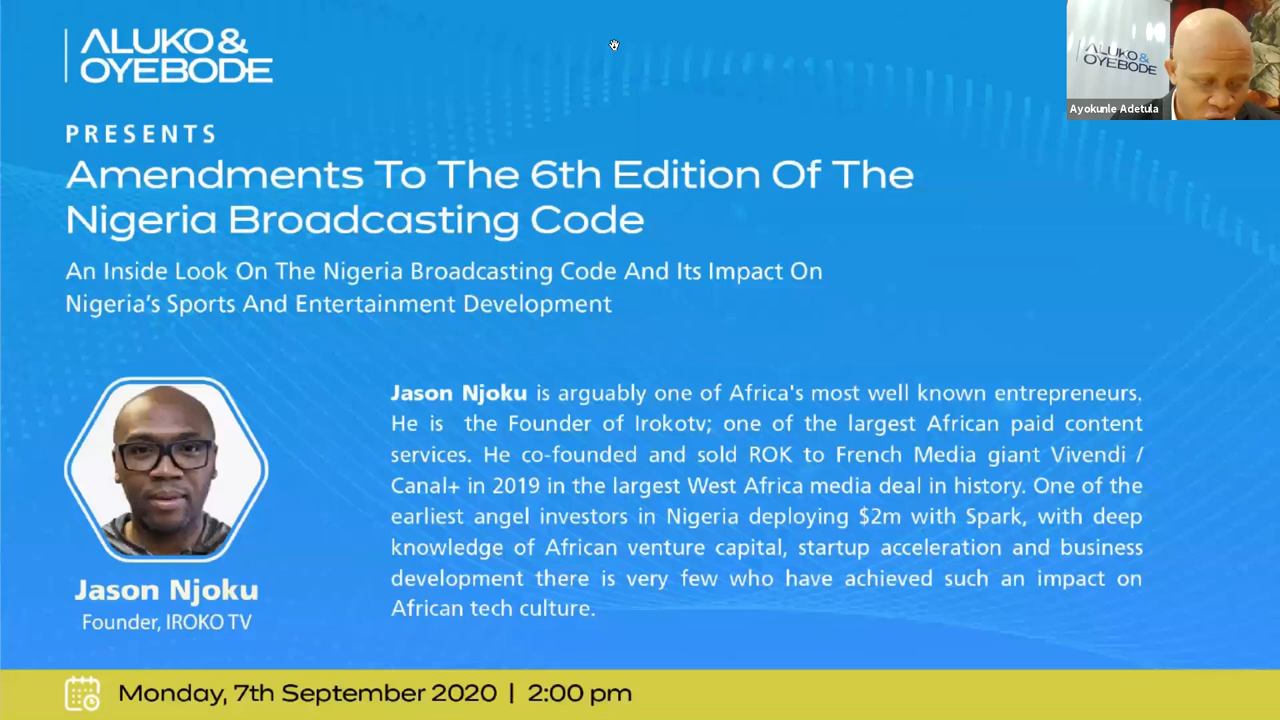 ALUKO &
OYEBODE
PRESENTS
Amendments To The 6th Edition Of The
Nigeria Broadcasting Code
An Inside Look On The Nigeria Broadcasting Code And Its Impact On
Nigeria's Sports And Entertainment Development
ALUKO &
OYEBODE
Ayokunle Adetula
Jason Njoku is arguably one of Africa's most well known entrepreneurs.
He is the Founder of Irokotv; one of the largest African paid content
services. He co-founded and sold ROK to French Media giant Vivendi /
Canal+ in 2019 in the largest West Africa media deal in history. One of the
earliest angel investors in Nigeria deploying $2m with Spark, with deep
knowledge of African venture capital, startup acceleration and business
development there is very few who have achieved such an impact on
African tech culture.
Jason Njoku
Founder, IROKO TV
Monday, 7th September 2020 | 2:00 pm